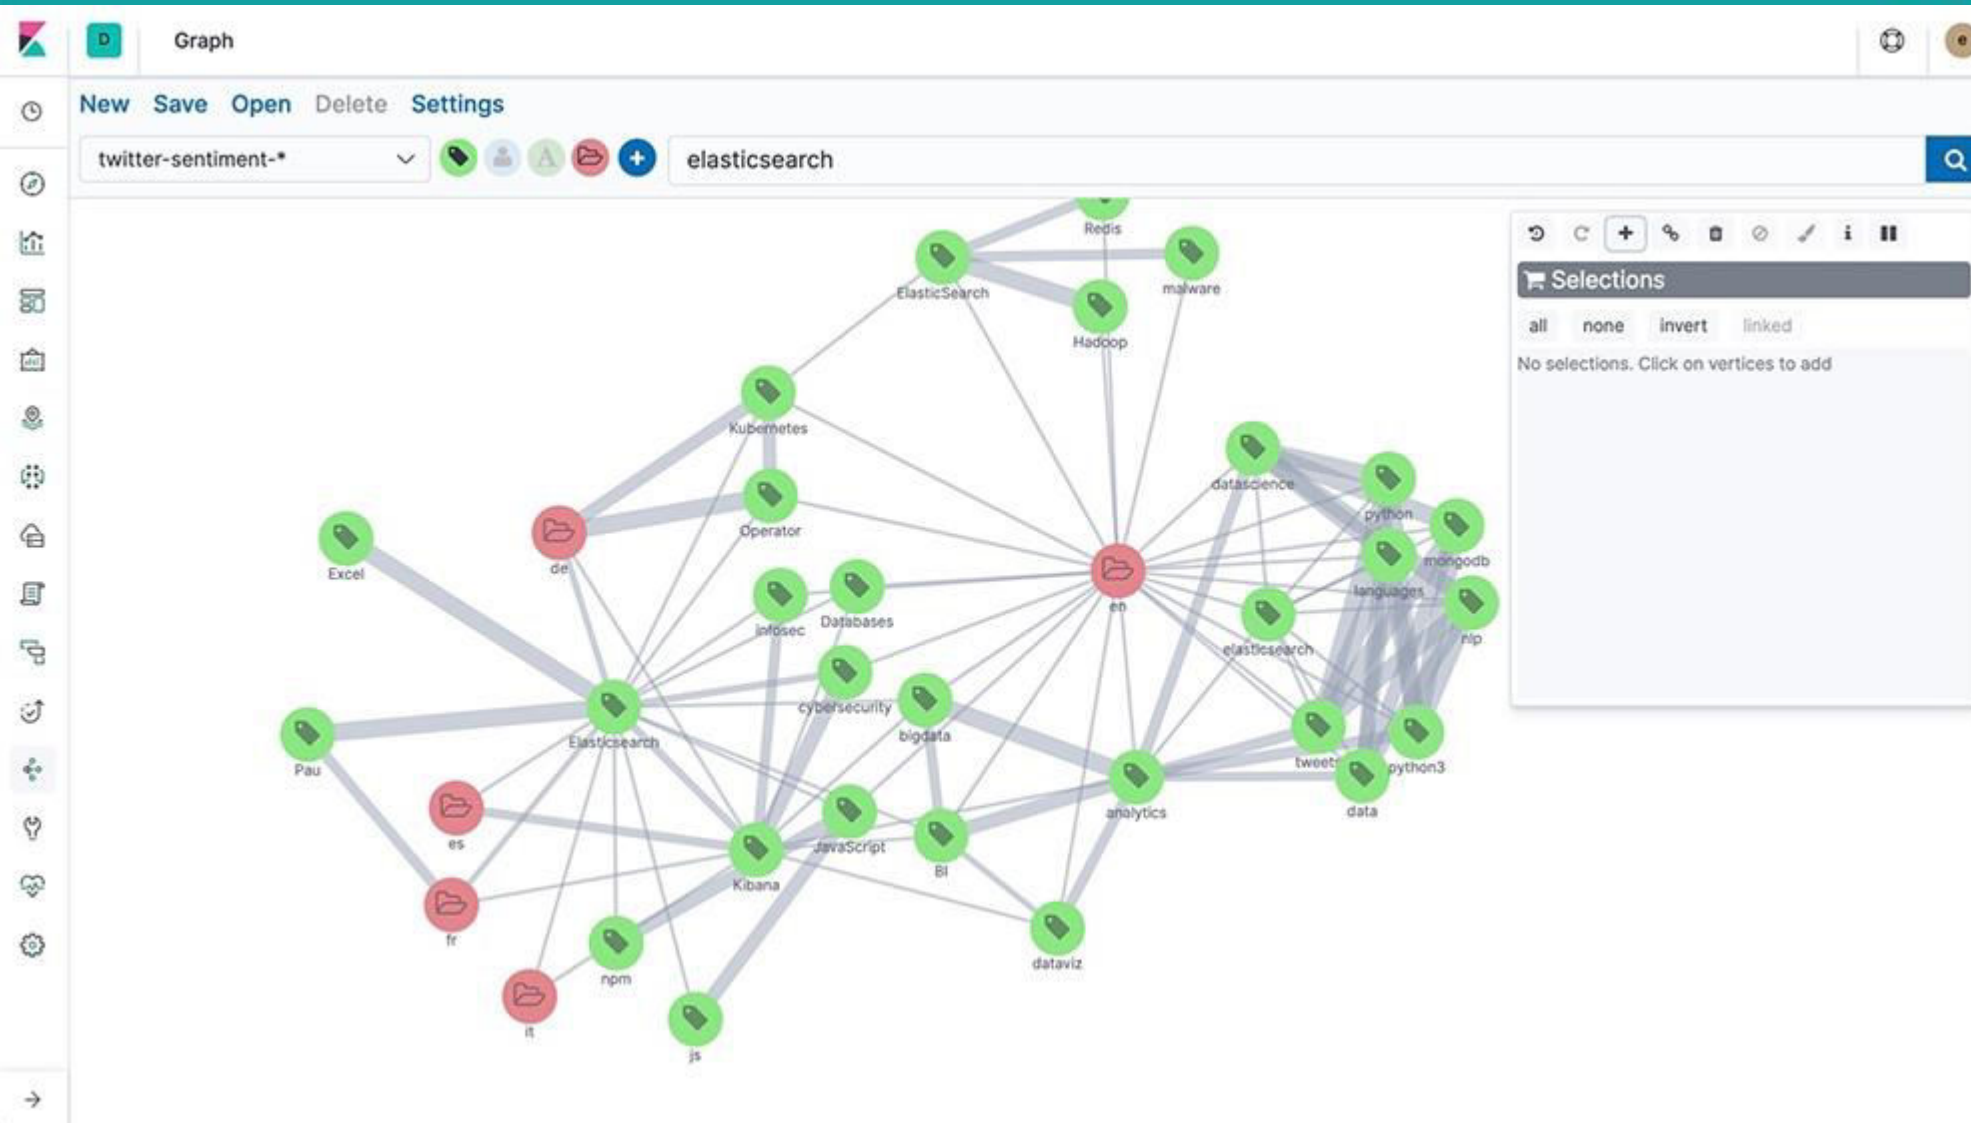 D Graph e
New Save Open Delete Settings
twitter-sentiment-* A elasticsearch
Redis
ElasticSearch
malware
Hadoop
Kubernetes
datascience
python
Operator
mongodb
de
Excel
languages
en
Databases
infosec
nlp
elasticsearch
cybersecurity
bigdata
Elasticsearch
tweets
python3
Pau
analytics
data
es
JavaScript
BI
Kibana
fr
dataviz
npm
it
js
Selections
all none invert linked
No selections. Click on vertices to add